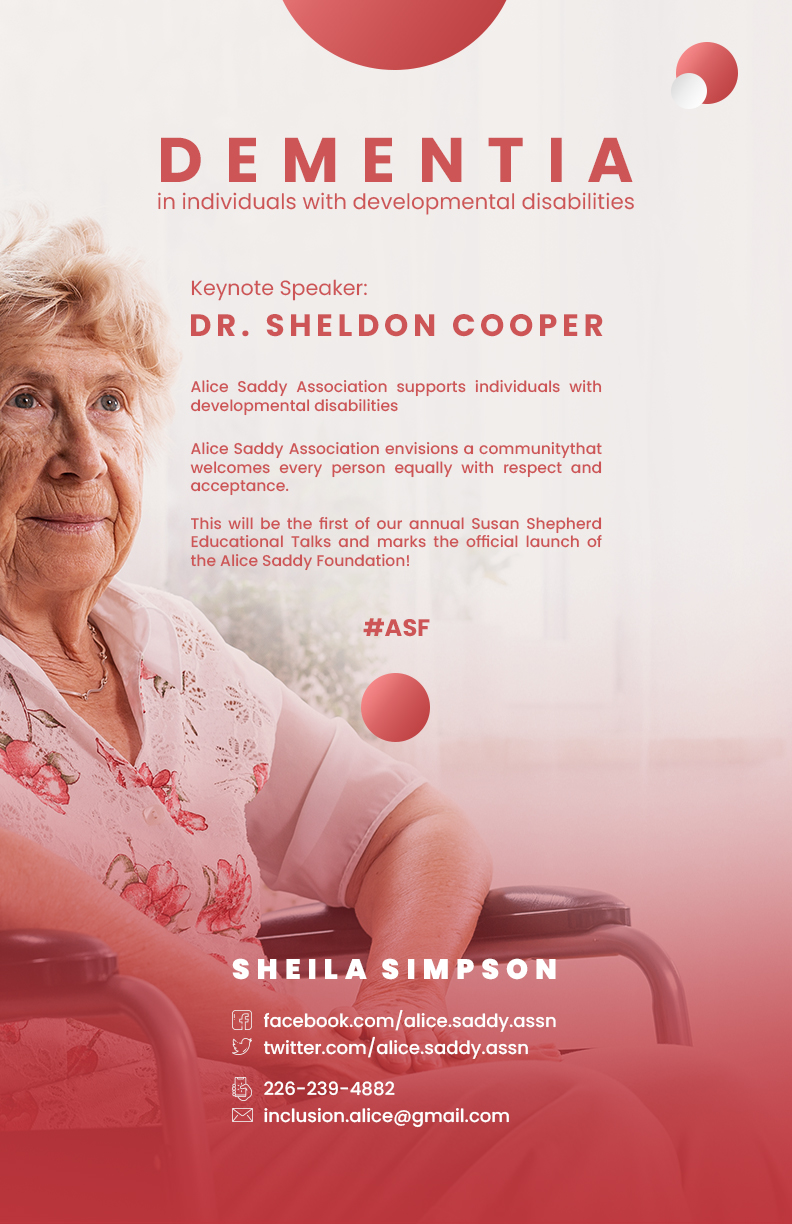 DEMENTIA
in individuals with developmental disabilities
Keynote Speaker:
DR. SHELDON COOPER
Alice Saddy Association supports individuals with
developmental disabilities
Alice Saddy Association envisions a communitythat
welcomes every person equally with respect and
acceptance.
This will be the first of our annual Susan Shepherd
Educational Talks and marks the official launch of
the Alice Saddy Foundation!
#ASF
SHEILA SIMPSON
facebook.com/alice.saddy.assn
twitter.com/alice.saddy.assn
226-239-4882
inclusion.alice@gmail.com